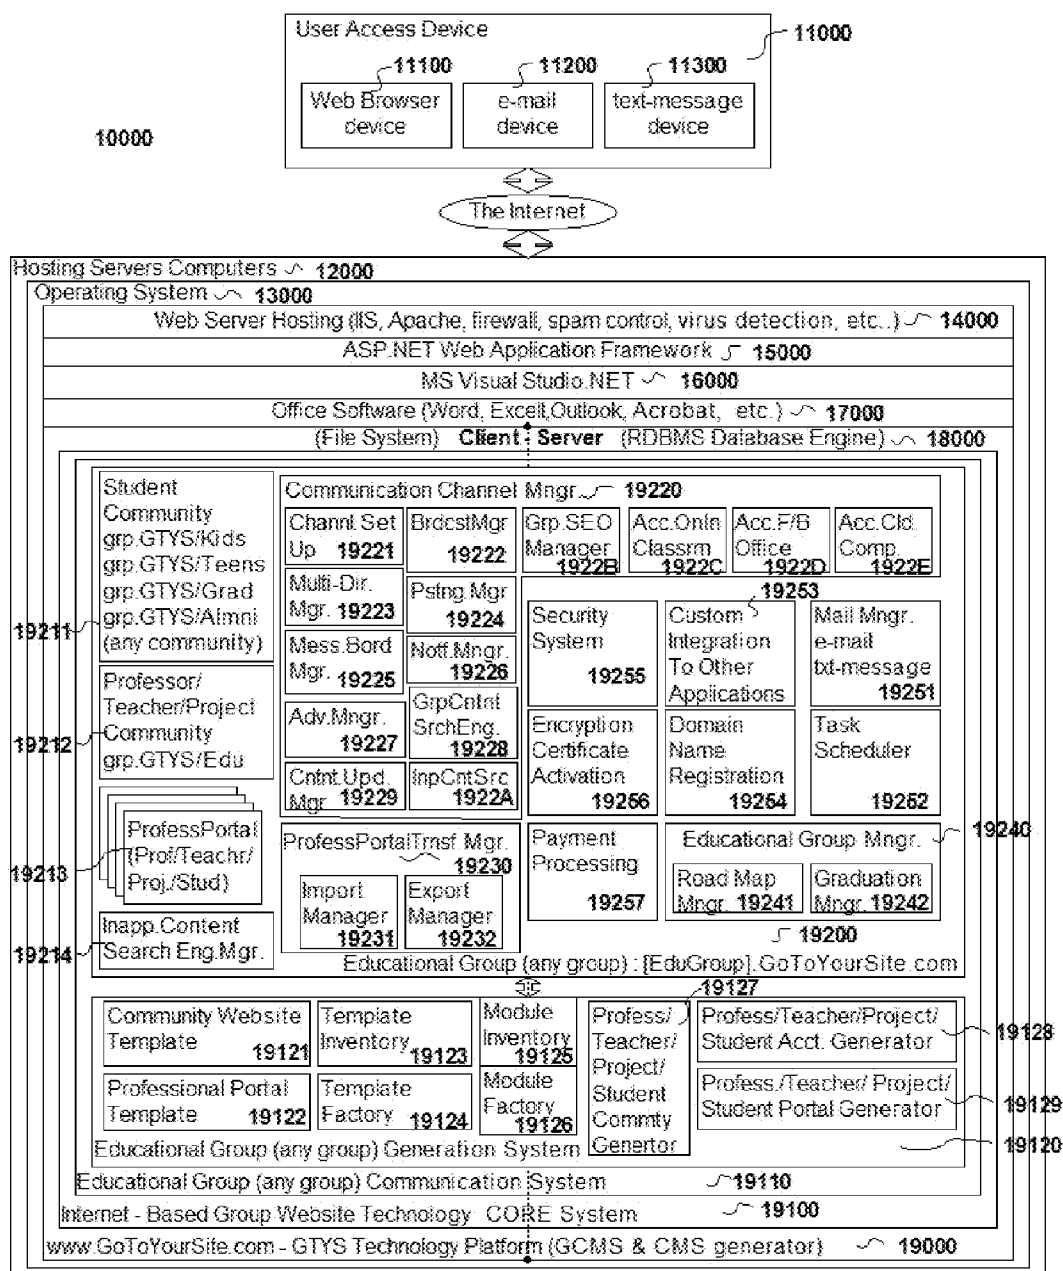 User Access Device
11000
11100
11200
11300
Web Browser
device
e-mail
device
text-message
device
10000
The Internet
Hosting Servers Computers 12000
Operating System 13000
Web Server Hosting (IIS, Apache, firewall, spam control, virus detection, etc..) 14000
ASP.NET Web Application Framework 15000
MS Visual Studio.NET 16000
Office Software (Word, Excell,Outlook, Acrobat, etc.) 17000
(File System) Client - Server (RDBMS Database Engine) 18000
Student
Community
grp.GTYS/Kids
grp.GTYS/Teens
grp.GTYS/Grad
grp.GTYS/Almni
(any community)
19211
Professor/
Teacher/Project
Community
grp.GTYS/Edu
19212
ProfessPortal
(Prof/Teachr/
Proj./Stud)
19213
Inapp.Content
Search Eng.Mgr.
19214
Communication Channel Mngr. 19220
Channl.Set
Up 19221
BrdcstMgr
19222
Grp.SEO
Manager
1922B
Acc.Onln
Classrm
1922C
Acc.F/B
Office
1922D
Acc.Cld.
Comp.
1922E
Multi-Dir.
Mgr. 19223
Pstng.Mgr
19224
Mess.Bord
Mgr. 19225
Notf.Mngr.
19226
Adv.Mngr.
19227
GrpCntnt
SrchEng.
19228
Cntnt.Upd.
Mgr 19229
InpCntSrc
1922A
19253
Security
System
19255
Custom
Integration
To Other
Applications
Mail Mngr.
e-mail
txt-message
19251
Encryption
Certificate
Activation
19256
Domain
Name
Registration
19254
Task
Scheduler
19252
ProfessPortalTrnsf.Mgr.
19230
Import
Manager
19231
Export
Manager
19232
Payment
Processing
19257
Educational Group Mngr.
19240
Road Map
Mngr. 19241
Graduation
Mngr. 19242
19200
Educational Group (any group) : [EduGroup].GoToYourSite.com
19127
Community Website
Template
19121
Template
Inventory
19123
Module
Inventory
19125
Profess/
Teacher/
Project/
Student
Commty
Genertor
Profess/Teacher/Project/
Student Acct. Generator
19128
Professional Portal
Template 19122
Template
Factory
19124
Module
Factory
19126
Profess./Teacher/ Project/
Student Portal Generator
19129
Educational Group (any group) Generation System
19120
Educational Group (any group) Communication System 19110
Internet - Based Group Website Technology CORE System 19100
www.GoToYourSite.com - GTYS Technology Platform (GCMS & CMS generator) 19000